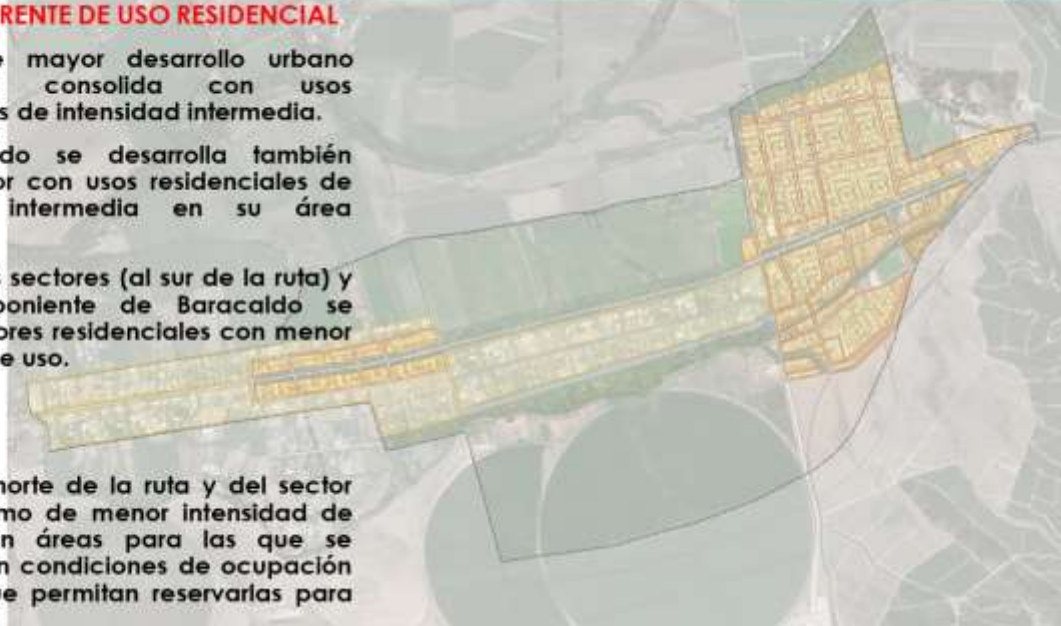 RENTE DE USO RESIDENCIAL
mayor desarrollo urbano
consolida con usos
s de intensidad intermedia.
do se desarrolla también
or con usos residenciales de
intermedia en su área
s sectores (al sur de la ruta) y
poniente de Baracaldo se
ores residenciales con menor
e uso.
norte de la ruta y del sector
mo de menor intensidad de
n áreas para las que se
n condiciones de ocupación
ue permitan reservarlas para